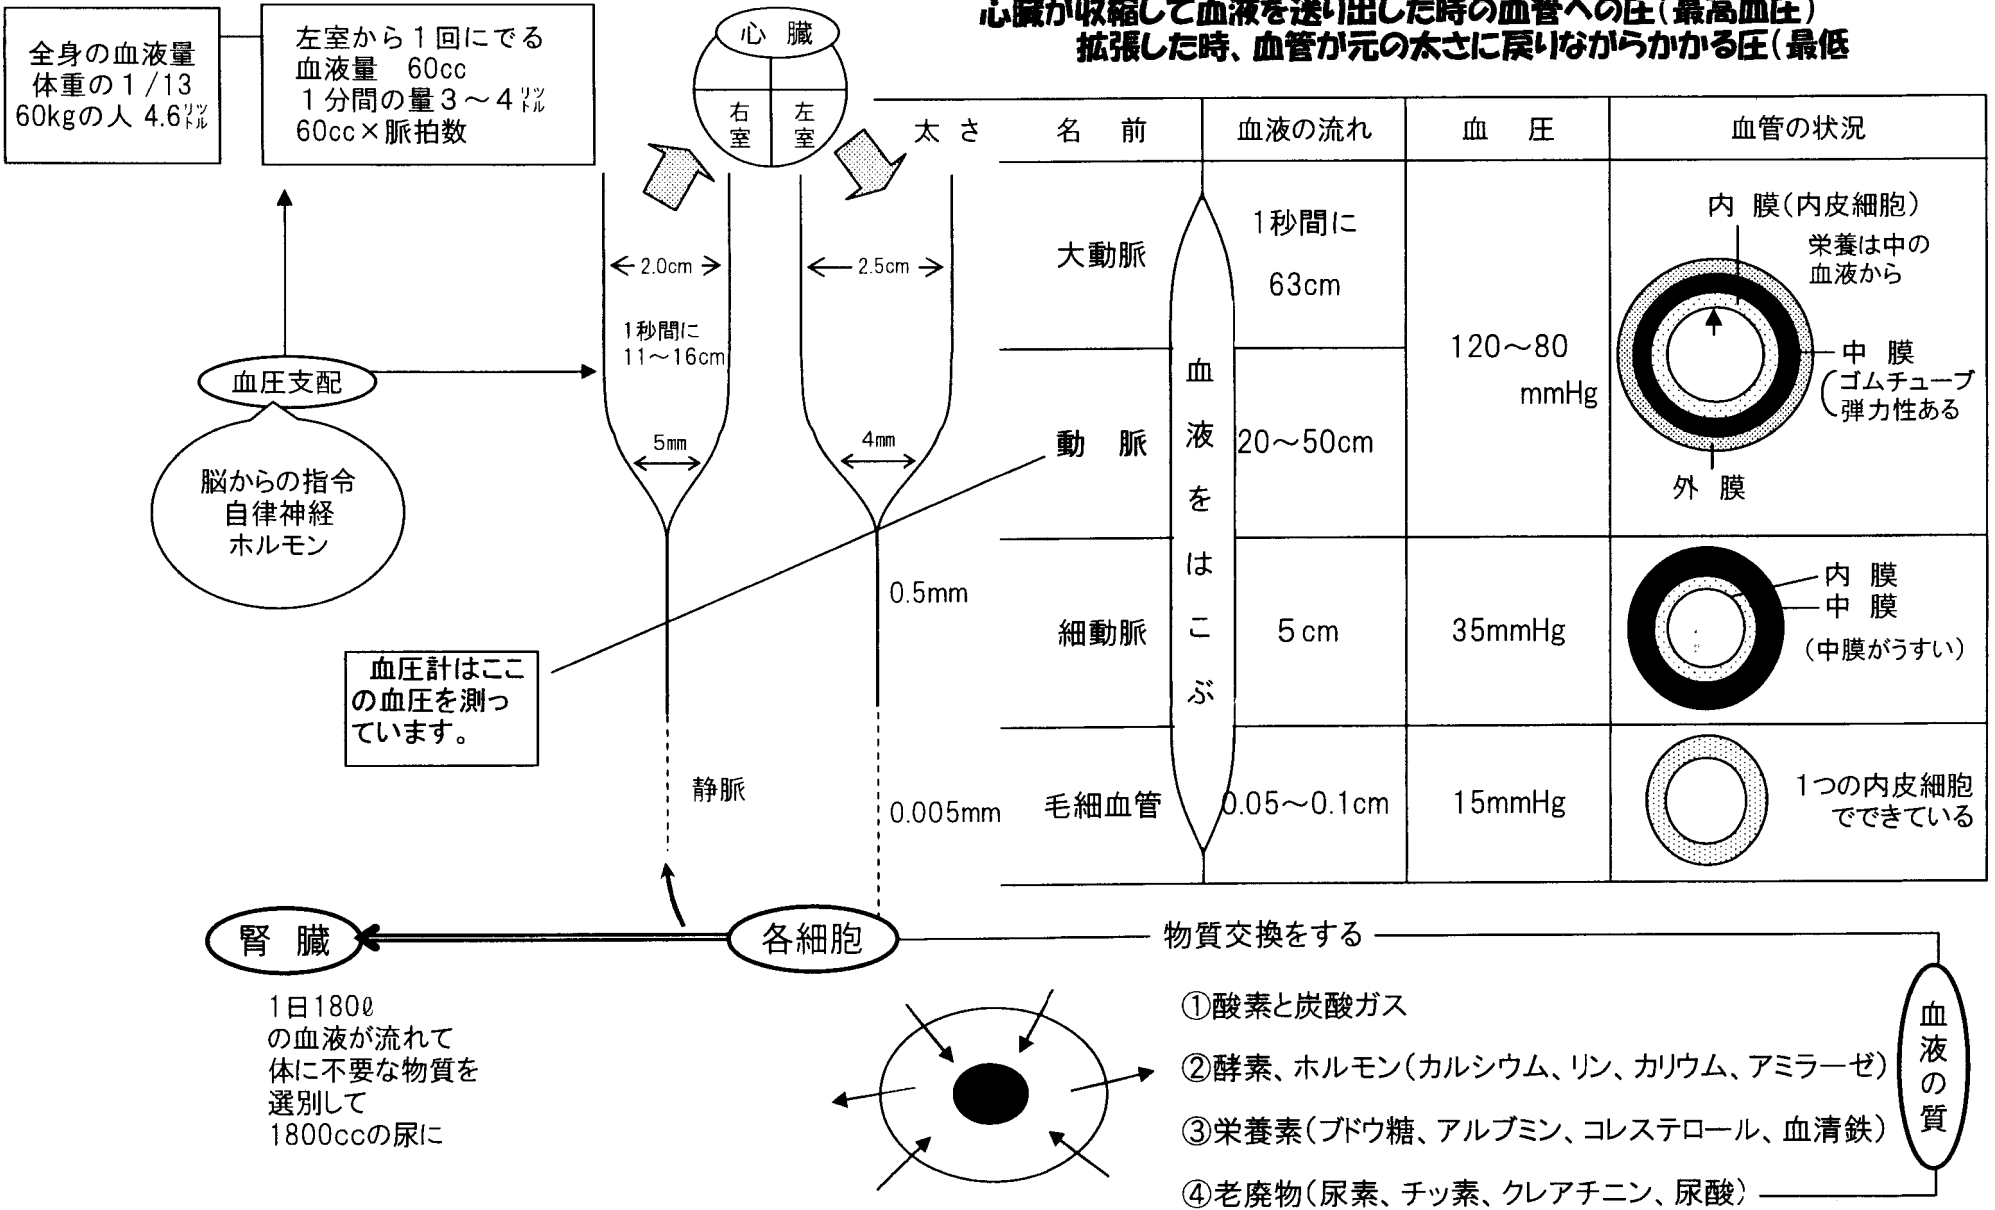 心臓が収縮して血液を送り出した時の血管への圧(最高血圧)
拡張した時、血管が元の太さに戻りながらかかる圧(最低
全身の血液量
体重の1/13
60kgの人 4.6㍑
左室から1回にでる
血液量 60cc
1分間の量3～4㍑
60cc×脈拍数
心 臓
右室
左室
太 さ
名 前
血液の流れ
血 圧
血管の状況
2.0cm
1秒間に
11～16cm
5mm
2.5cm
4mm
0.5mm
0.005mm
静脈
血圧支配
脳からの指令
自律神経
ホルモン
血圧計はここ
の血圧を測っ
ています。
血液をはこぶ
大動脈
1秒間に
63cm
120～80
mmHg
内 膜(内皮細胞)
栄養は中の
血液から
中 膜
ゴムチューブ
弾力性ある
外 膜
動 脈
20～50cm
細動脈
5cm
35mmHg
内 膜
中 膜
(中膜がうすい)
毛細血管
0.05～0.1cm
15mmHg
1つの内皮細胞
でできている
腎 臓
各細胞
物質交換をする
1日180ℓ
の血液が流れて
体に不要な物質を
選別して
1800ccの尿に
①酸素と炭酸ガス
②酵素、ホルモン(カルシウム、リン、カリウム、アミラーゼ)
③栄養素(ブドウ糖、アルブミン、コレステロール、血清鉄)
④老廃物(尿素、チッ素、クレアチニン、尿酸)
血液の質